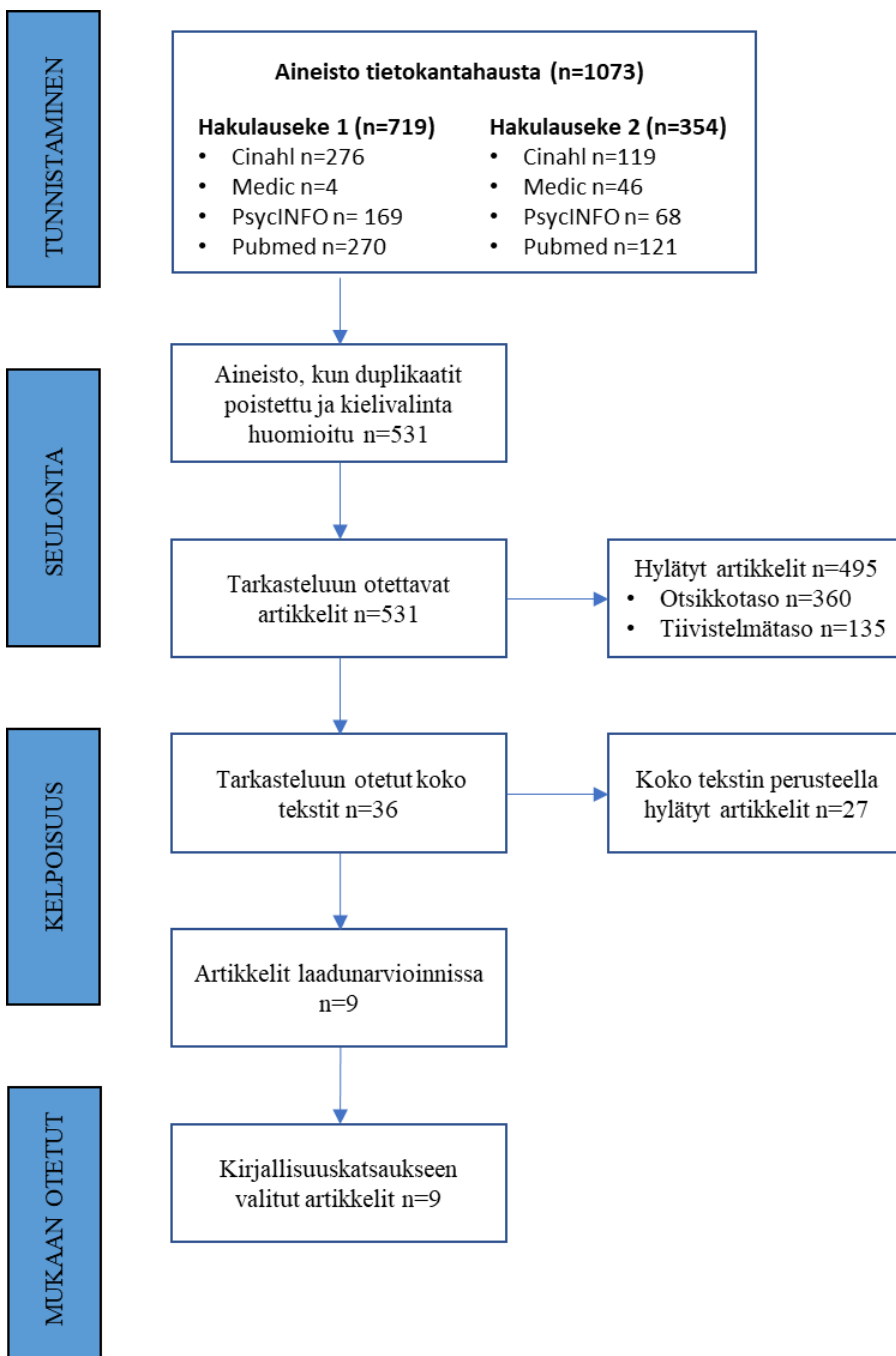 TUNNISTAMINEN
Aineisto tietokantahausta (n=1073)
Hakulauseke 1 (n=719)
• Cinahl n=276
• Medic n=4
• PsycINFO n= 169
• Pubmed n=270
Hakulauseke 2 (n=354)
• Cinahl n=119
• Medic n=46
• PsycINFO n= 68
• Pubmed n=121
SEULONTA
Aineisto, kun duplikaatit
poistettu ja kielivalinta
huomioitu n=531
Tarkasteluun otettavat
artikkelit n=531
Hylätyt artikkelit n=495
• Otsikkotaso n=360
• Tiivistelmätaso n=135
KELPOISUUS
Tarkasteluun otetut koko
tekstit n=36
Koko tekstin perusteella
hylätyt artikkelit n=27
Artikkelit laadunarvioinnissa
n=9
MUKAAN OTETUT
Kirjallisuuskatsaukseen
valitut artikkelit n=9